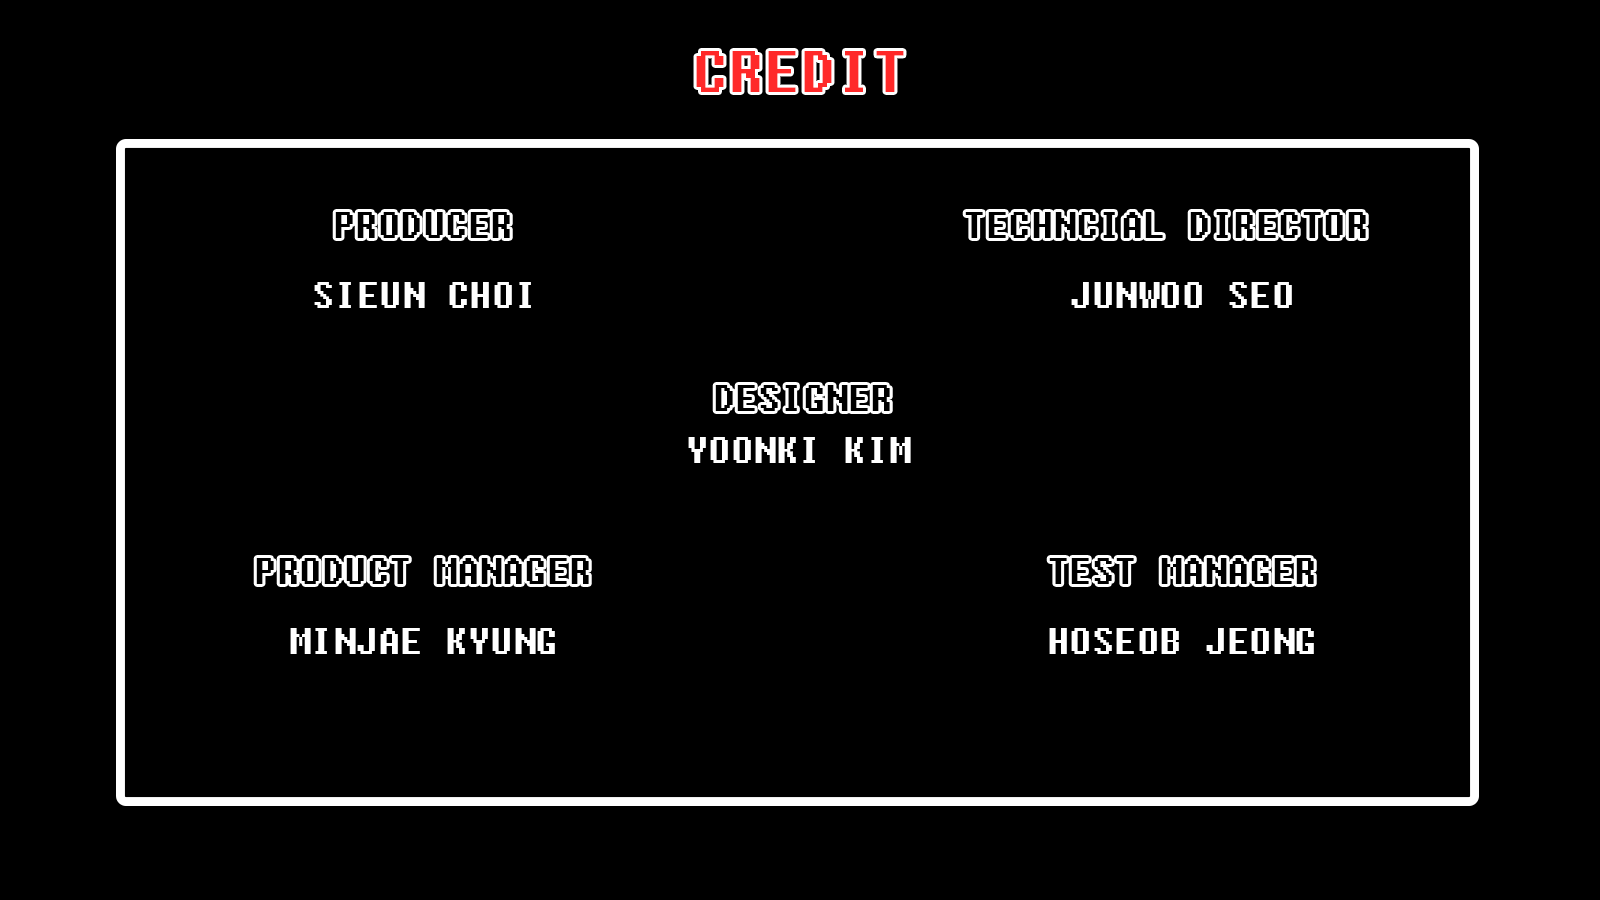 CREDIT
PRODUCER
SIEUN CHOI
TECHNCIAL DIRECTOR
JUNWOO SEO
DESIGNER
YOONKI KIM
PRODUCT MANAGER
MINJAE KYUNG
TEST MANAGER
HOSEOB JEONG